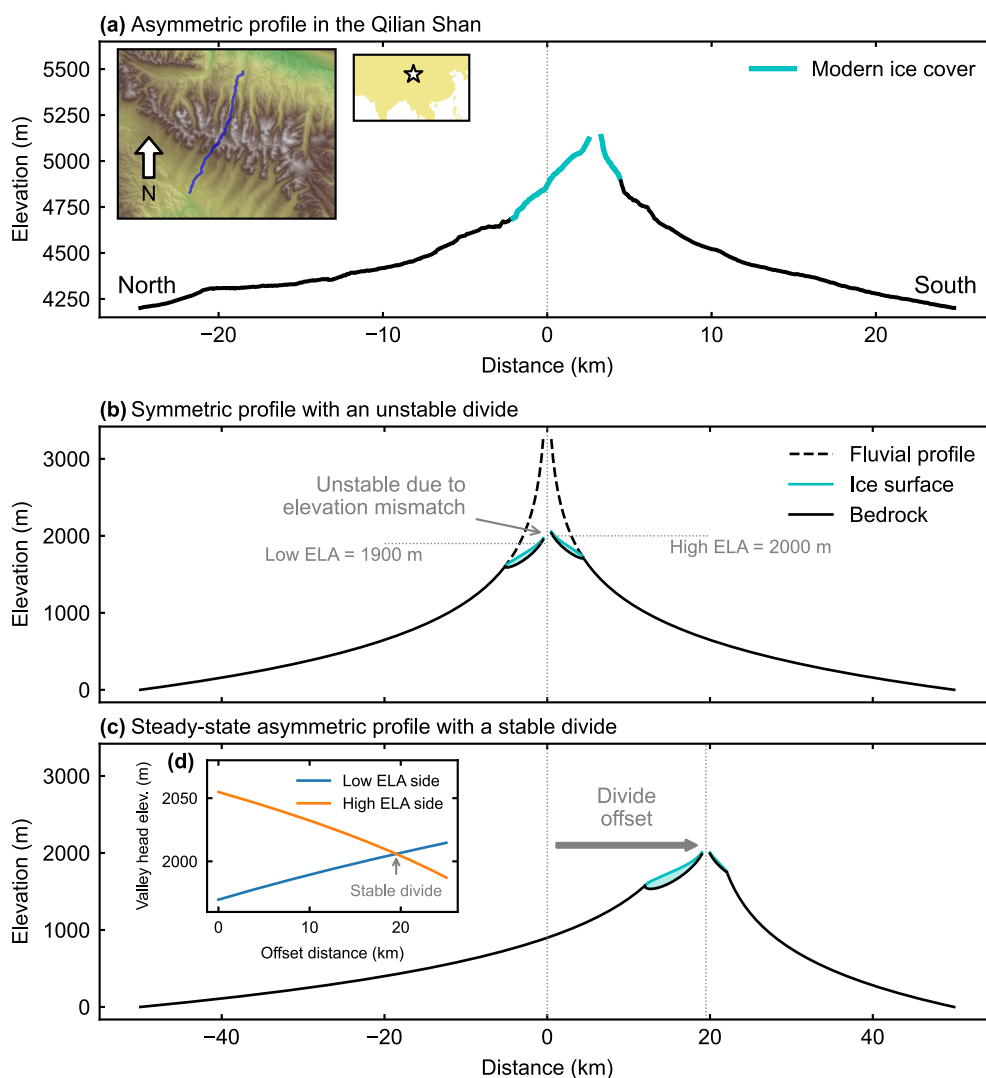 (a) Asymmetric profile in the Qilian Shan
Elevation (m)
5500
5250
5000
4750
4500
4250
N
Modern ice cover
North
South
−20
−10
0
10
20
Distance (km)
(b) Symmetric profile with an unstable divide
Elevation (m)
3000
2000
1000
0
Unstable due to
elevation mismatch
Low ELA = 1900 m
High ELA = 2000 m
Fluvial profile
Ice surface
Bedrock
(c) Steady-state asymmetric profile with a stable divide
Elevation (m)
3000
2000
1000
0
(d)
Valley head elev. (m)
2050
2000
Low ELA side
High ELA side
Stable divide
0
10
20
Offset distance (km)
Divide
offset
−40
−20
0
20
40
Distance (km)